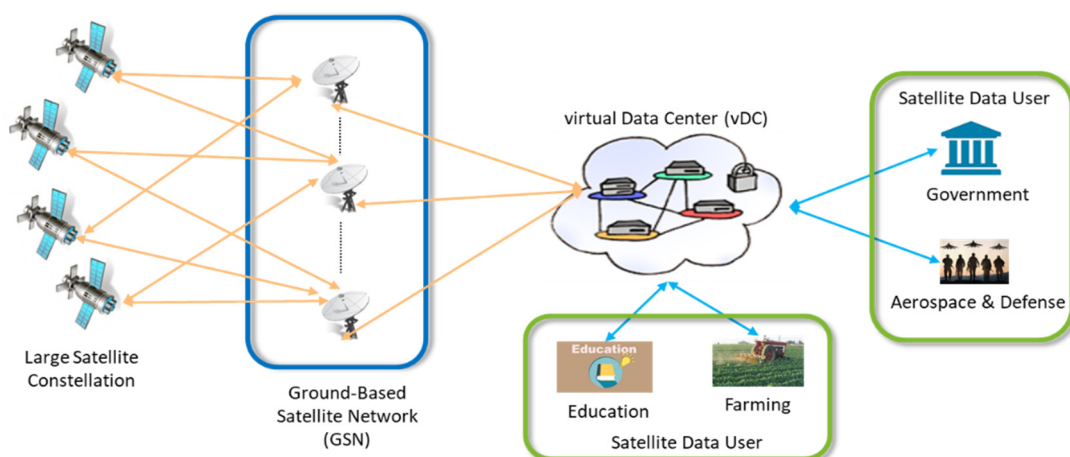 Large Satellite
Constellation
Ground-Based
Satellite Network
(GSN)
virtual Data Center (vDC)
Satellite Data User
Government
Aerospace & Defense
Education
Education
Farming
Satellite Data User